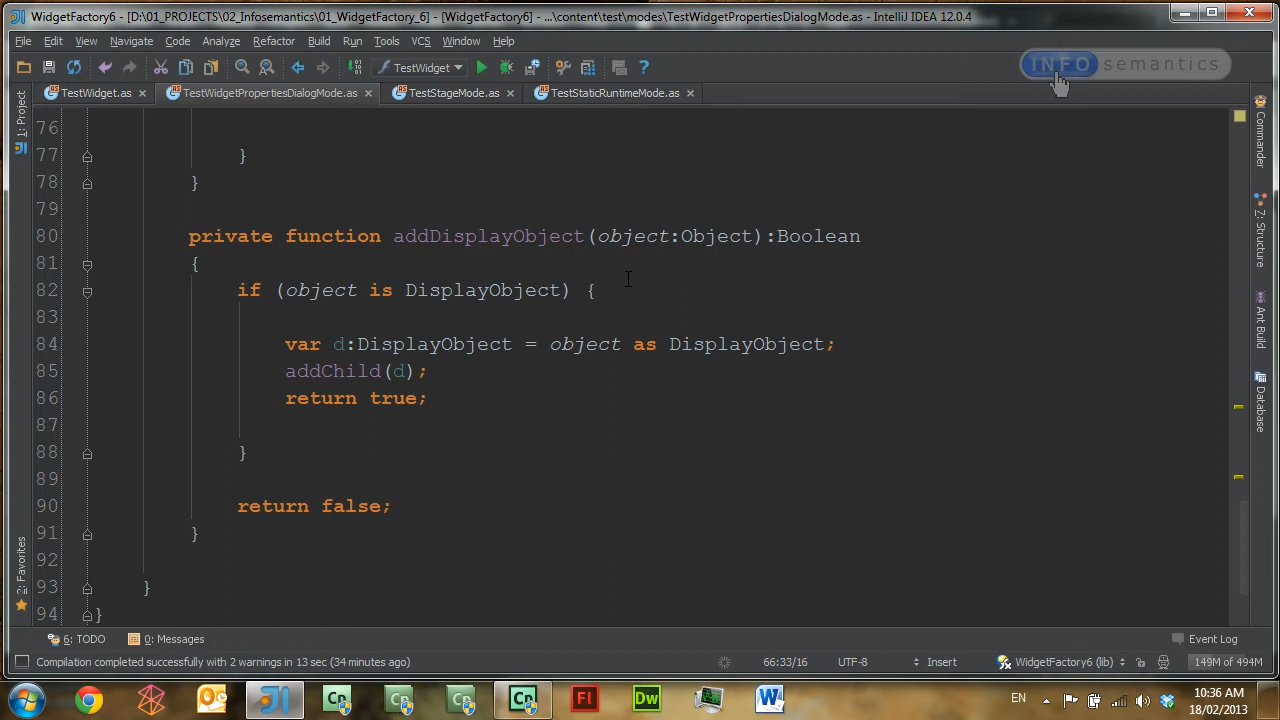 WidgetFactory6 - [D:\01_PROJECTS\02_Infosemantics\01_WidgetFactory_6] - [WidgetFactory6] - ...\content\test\modes\TestWidgetPropertiesDialogMode.as - IntelliJ IDEA 12.0.4
File Edit View Navigate Code Analyze Refactor Build Run Tools VCS Window Help
TestWidget
INFO semantics
TestWidget.as TestWidgetPropertiesDialogMode.as TestStageMode.as TestStaticRuntimeMode.as
1: Project
Commander
Z: Structure
Ant Build
Database
2: Favorites
76
77 }
78 }
79
80 private function addDisplayObject(object:Object):Boolean
81 {
82 if (object is DisplayObject) {
83
84 var d:DisplayObject = object as DisplayObject;
85 addChild(d);
86 return true;
87
88 }
89
90 return false;
91 }
92
93 }
94 }
6: TODO 0: Messages Event Log
Compilation completed successfully with 2 warnings in 13 sec (34 minutes ago) 66:33/16 UTF-8 Insert WidgetFactory6 (lib) 149M of 494M
EN 10:36 AM
18/02/2013